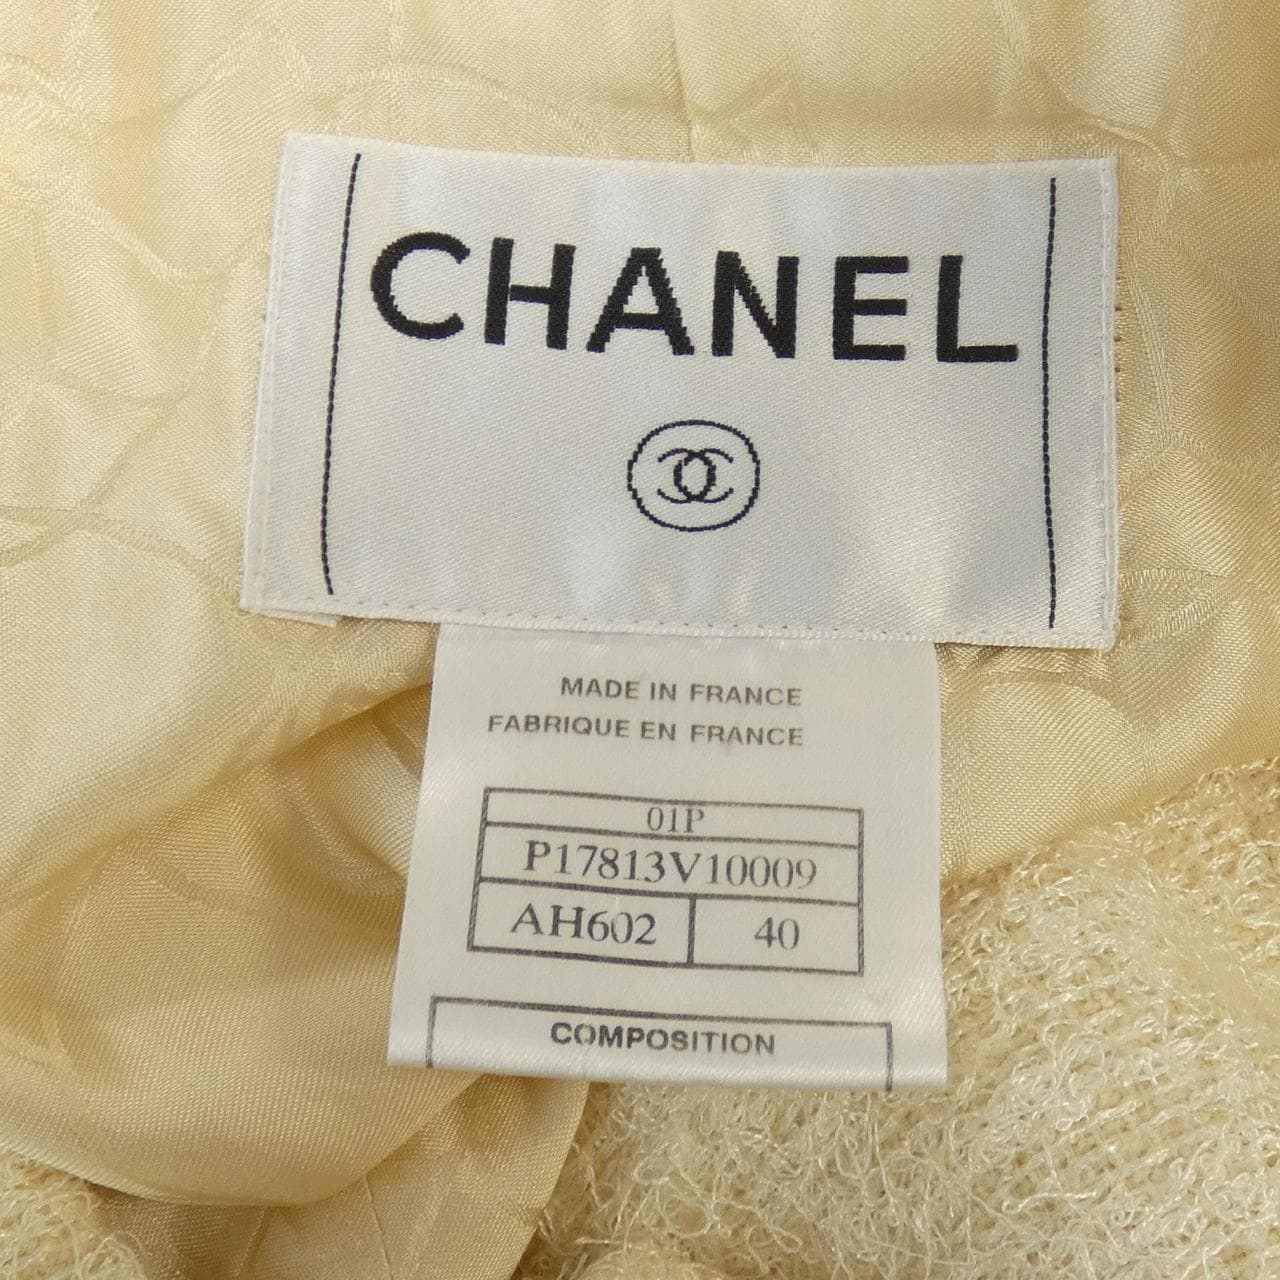 CHANEL
MADE IN FRANCE
FABRIQUE EN FRANCE
01P
P17813V10009
AH602 40
COMPOSITION